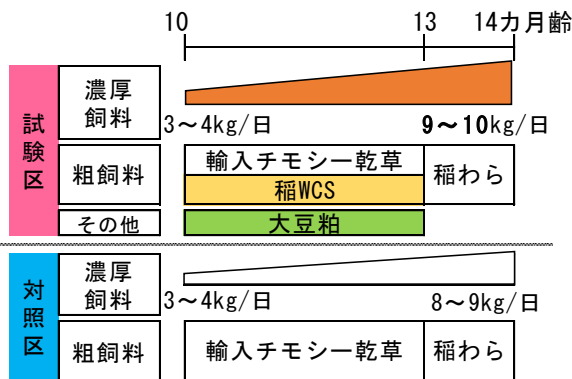 10 13 14カ月齢
試験区
濃厚飼料
3～4kg/日 9～10kg/日
粗飼料
輸入チモシー乾草
稲WCS
稲わら
その他
大豆粕
対照区
濃厚飼料
3～4kg/日 8～9kg/日
粗飼料
輸入チモシー乾草
稲わら